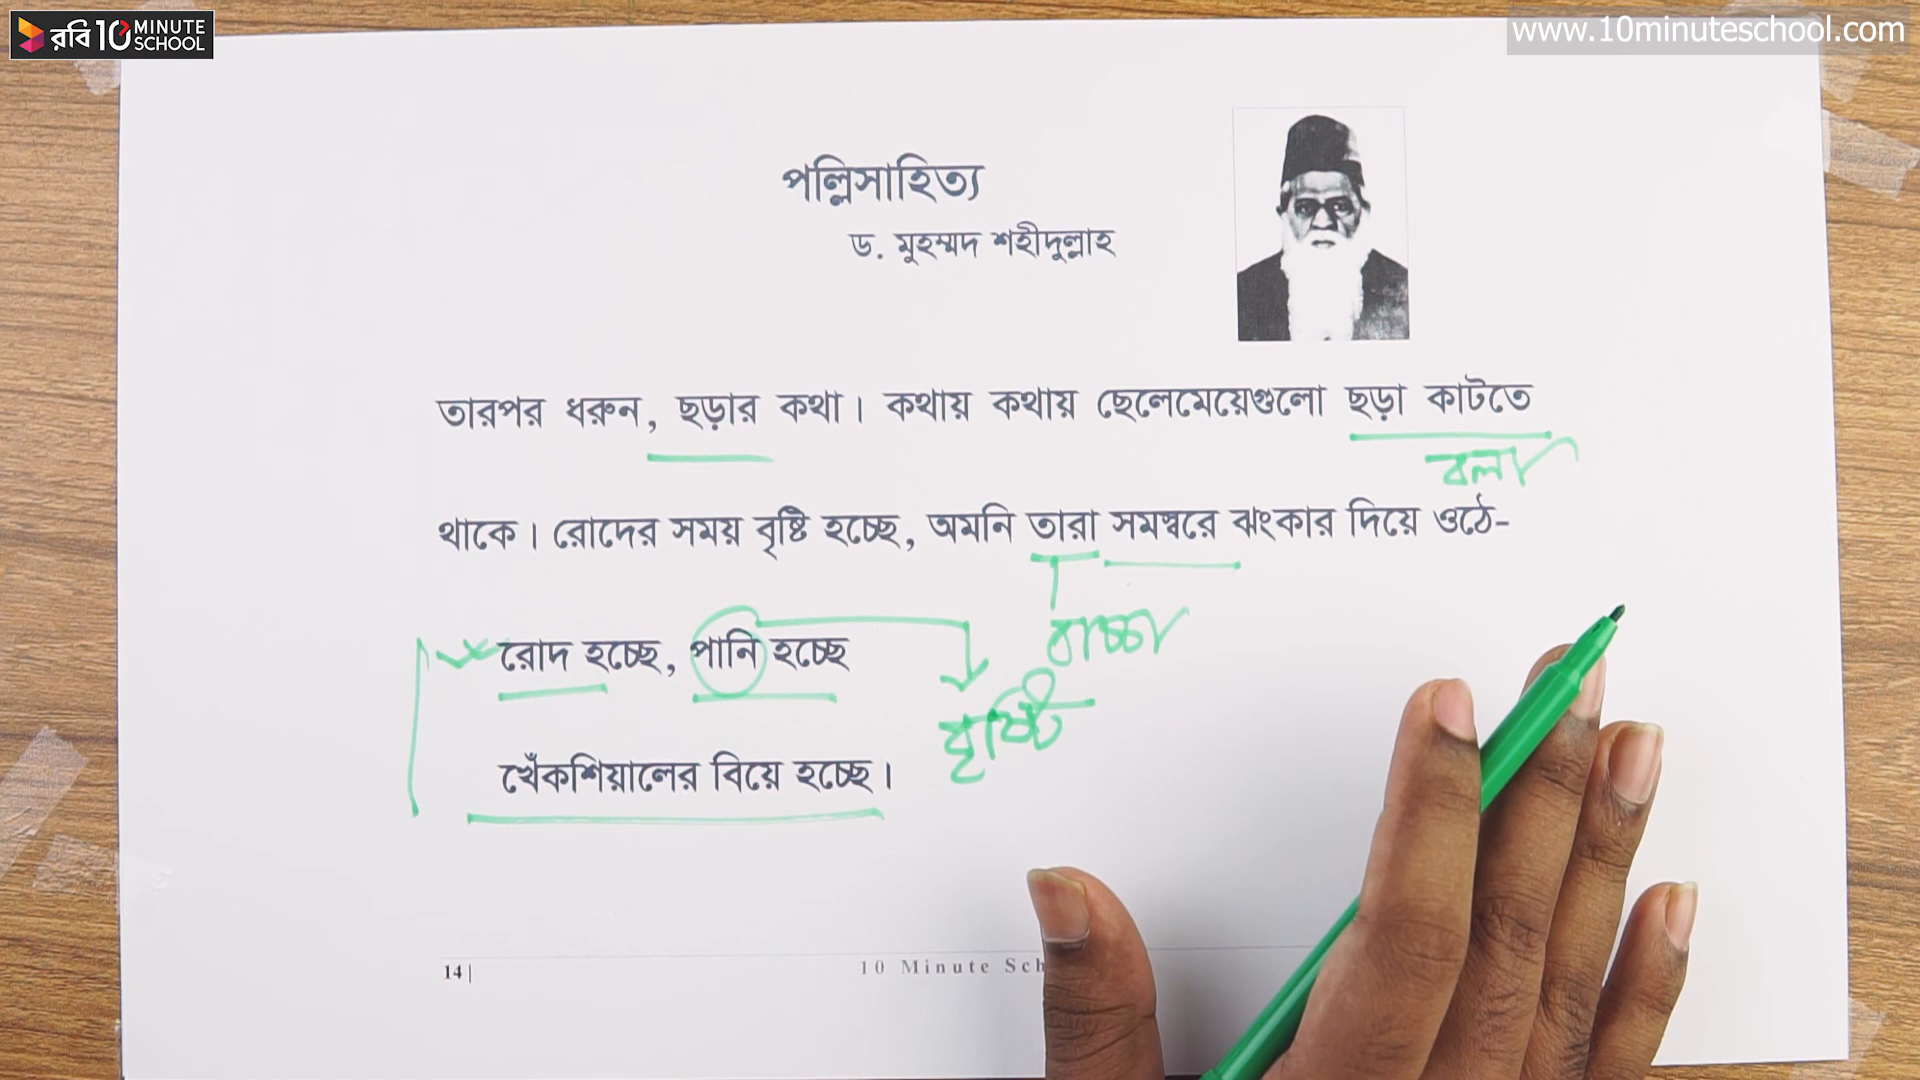 রবি 10 MINUTE SCHOOL
www.10minuteschool.com
পল্লিসাহিত্য
ড. মুহম্মদ শহীদুল্লাহ
তারপর ধরুন, ছড়ার কথা। কথায় কথায় ছেলেমেয়েগুলো ছড়া কাটতে
বলা
থাকে। রোদের সময় বৃষ্টি হচ্ছে, অমনি তারা সমস্বরে ঝংকার দিয়ে ওঠে-
বাচ্চা
রোদ হচ্ছে, পানি হচ্ছে
বৃষ্টি
খেঁকশিয়ালের বিয়ে হচ্ছে।
14| 10 Minute Sch